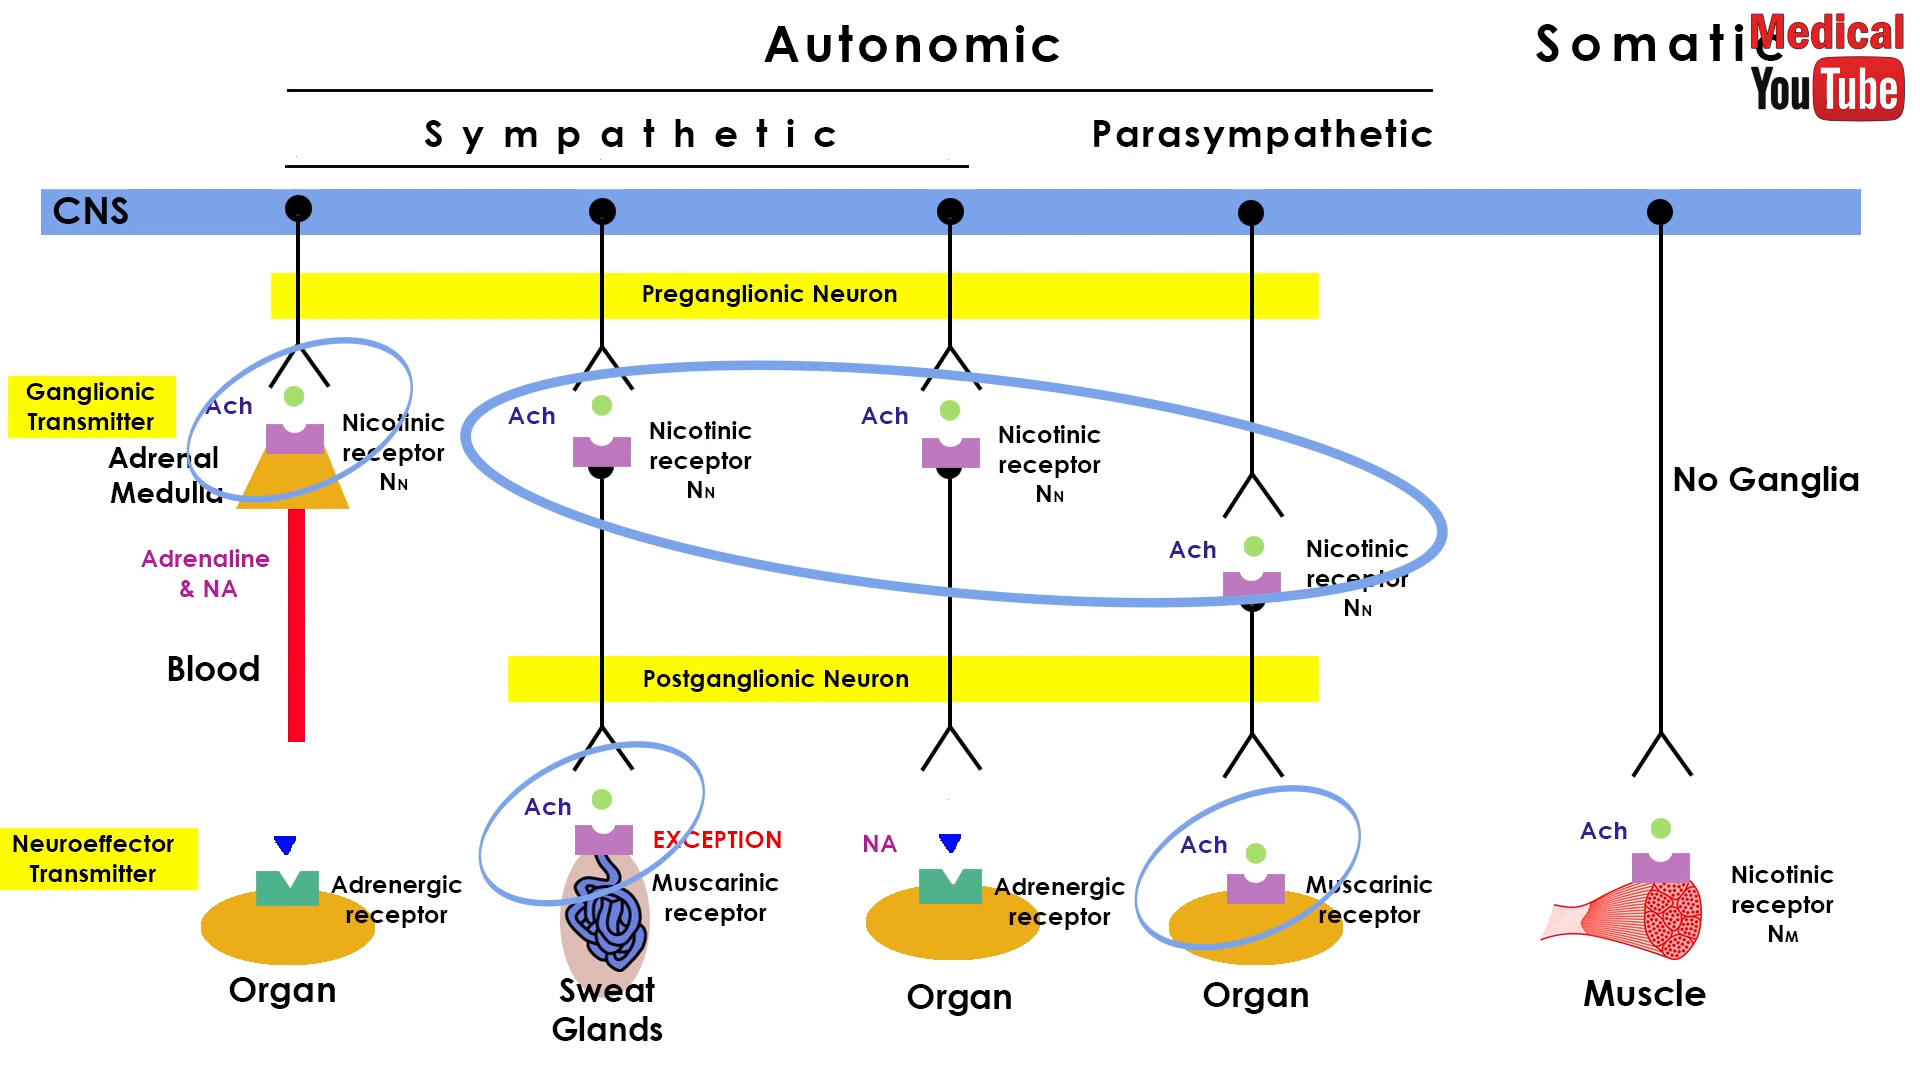 Autonomic
Somatic
Medical
YouTube
Sympathetic
Parasympathetic
CNS
Preganglionic Neuron
Ganglionic
Transmitter
Ach
Nicotinic
receptor
NN
Adrenal
Medulla
Ach
Nicotinic
receptor
NN
Ach
Nicotinic
receptor
NN
Ach
Nicotinic
receptor
NN
No Ganglia
Adrenaline
& NA
Blood
Postganglionic Neuron
Neuroeffector
Transmitter
Adrenergic
receptor
Organ
Ach
EXCEPTION
Muscarinic
receptor
Sweat
Glands
NA
Adrenergic
receptor
Organ
Ach
Muscarinic
receptor
Organ
Ach
Nicotinic
receptor
NM
Muscle